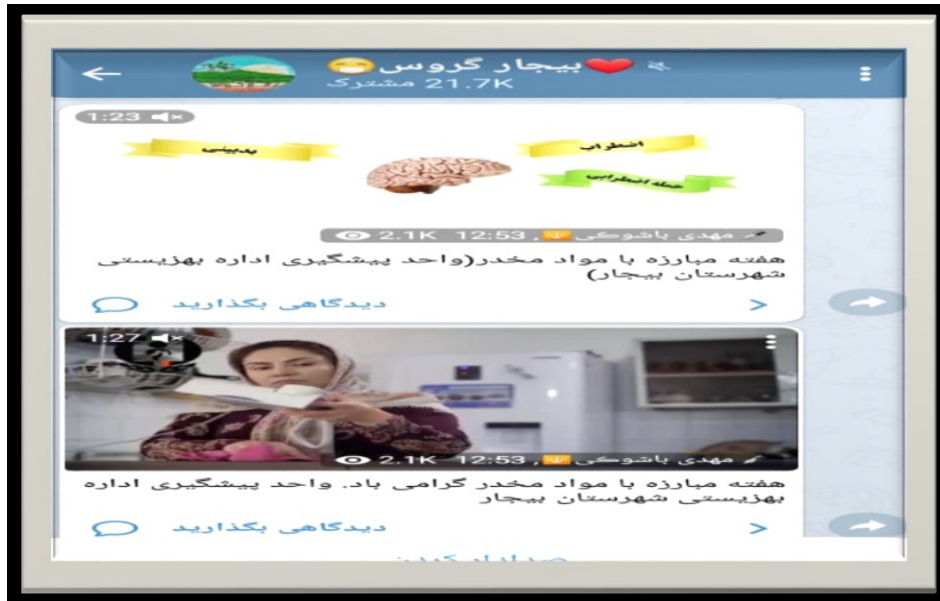 ❤️بیجار گروس😷
21.7K مشترک
1:23
بدبینی
اضطراب
حمله اضطرابی
مهدی باشوکی, 12:53 2.1K
هفته مبارزه با مواد مخدر(واحد پیشگیری اداره بهزیستی
شهرستان بیجار)
دیدگاهی بگذارید
1:27
مهدی باشوکی, 12:53 2.1K
هفته مبارزه با مواد مخدر گرامی باد. واحد پیشگیری اداره
بهزیستی شهرستان بیجار
دیدگاهی بگذارید